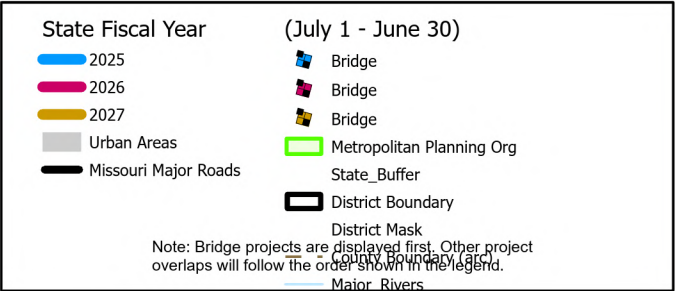 State Fiscal Year (July 1 - June 30)
2025 Bridge
2026 Bridge
2027 Bridge
Urban Areas Metropolitan Planning Org
Missouri Major Roads State_Buffer
District Boundary
District Mask
Note: Bridge projects are displayed first. Other project
County Boundary (arc)
overlaps will follow the order shown in the legend.
Major_Rivers